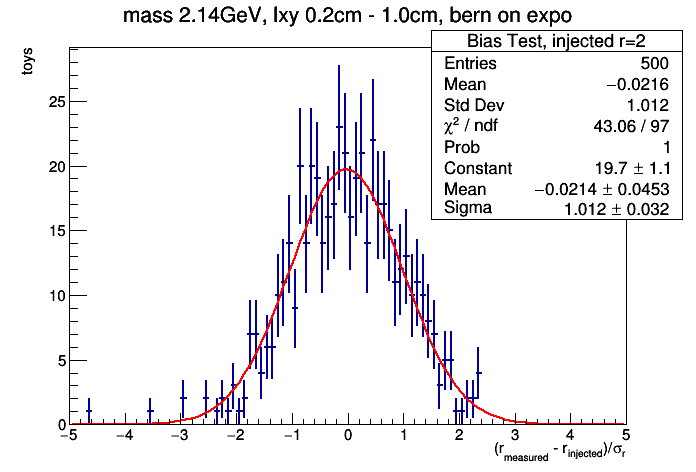 mass 2.14GeV, lxy 0.2cm - 1.0cm, bern on expo
toys
Bias Test, injected r=2
Entries 500
Mean −0.0216
Std Dev 1.012
χ² / ndf 43.06 / 97
Prob 1
Constant 19.7 ± 1.1
Mean −0.0214 ± 0.0453
Sigma 1.012 ± 0.032
25
20
15
10
5
0
−5 −4 −3 −2 −1 0 1 2 3 4 5
(r_measured - r_injected)/σ_r